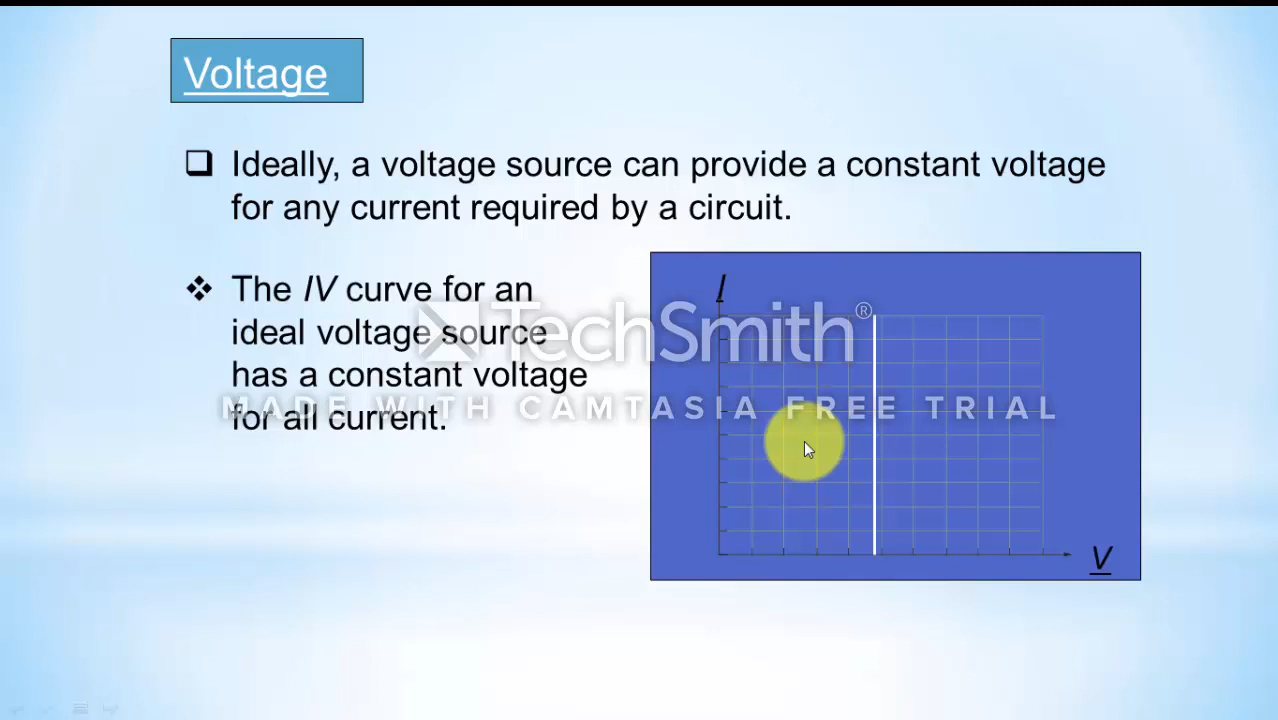 Voltage
Ideally, a voltage source can provide a constant voltage
for any current required by a circuit.
The IV curve for an
ideal voltage source
has a constant voltage
for all current.
I
V
TechSmith®
MADE WITH CAMTASIA FREE TRIAL